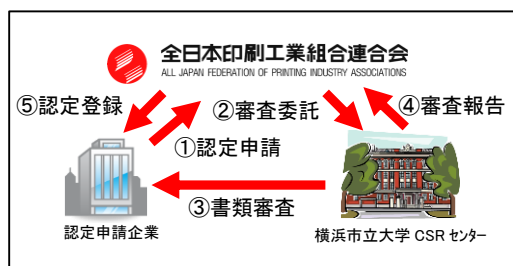 全日本印刷工業組合連合会
ALL JAPAN FEDERATION OF PRINTING INDUSTRY ASSOCIATIONS
⑤認定登録
②審査委託
④審査報告
①認定申請
③書類審査
認定申請企業
横浜市立大学 CSR センター